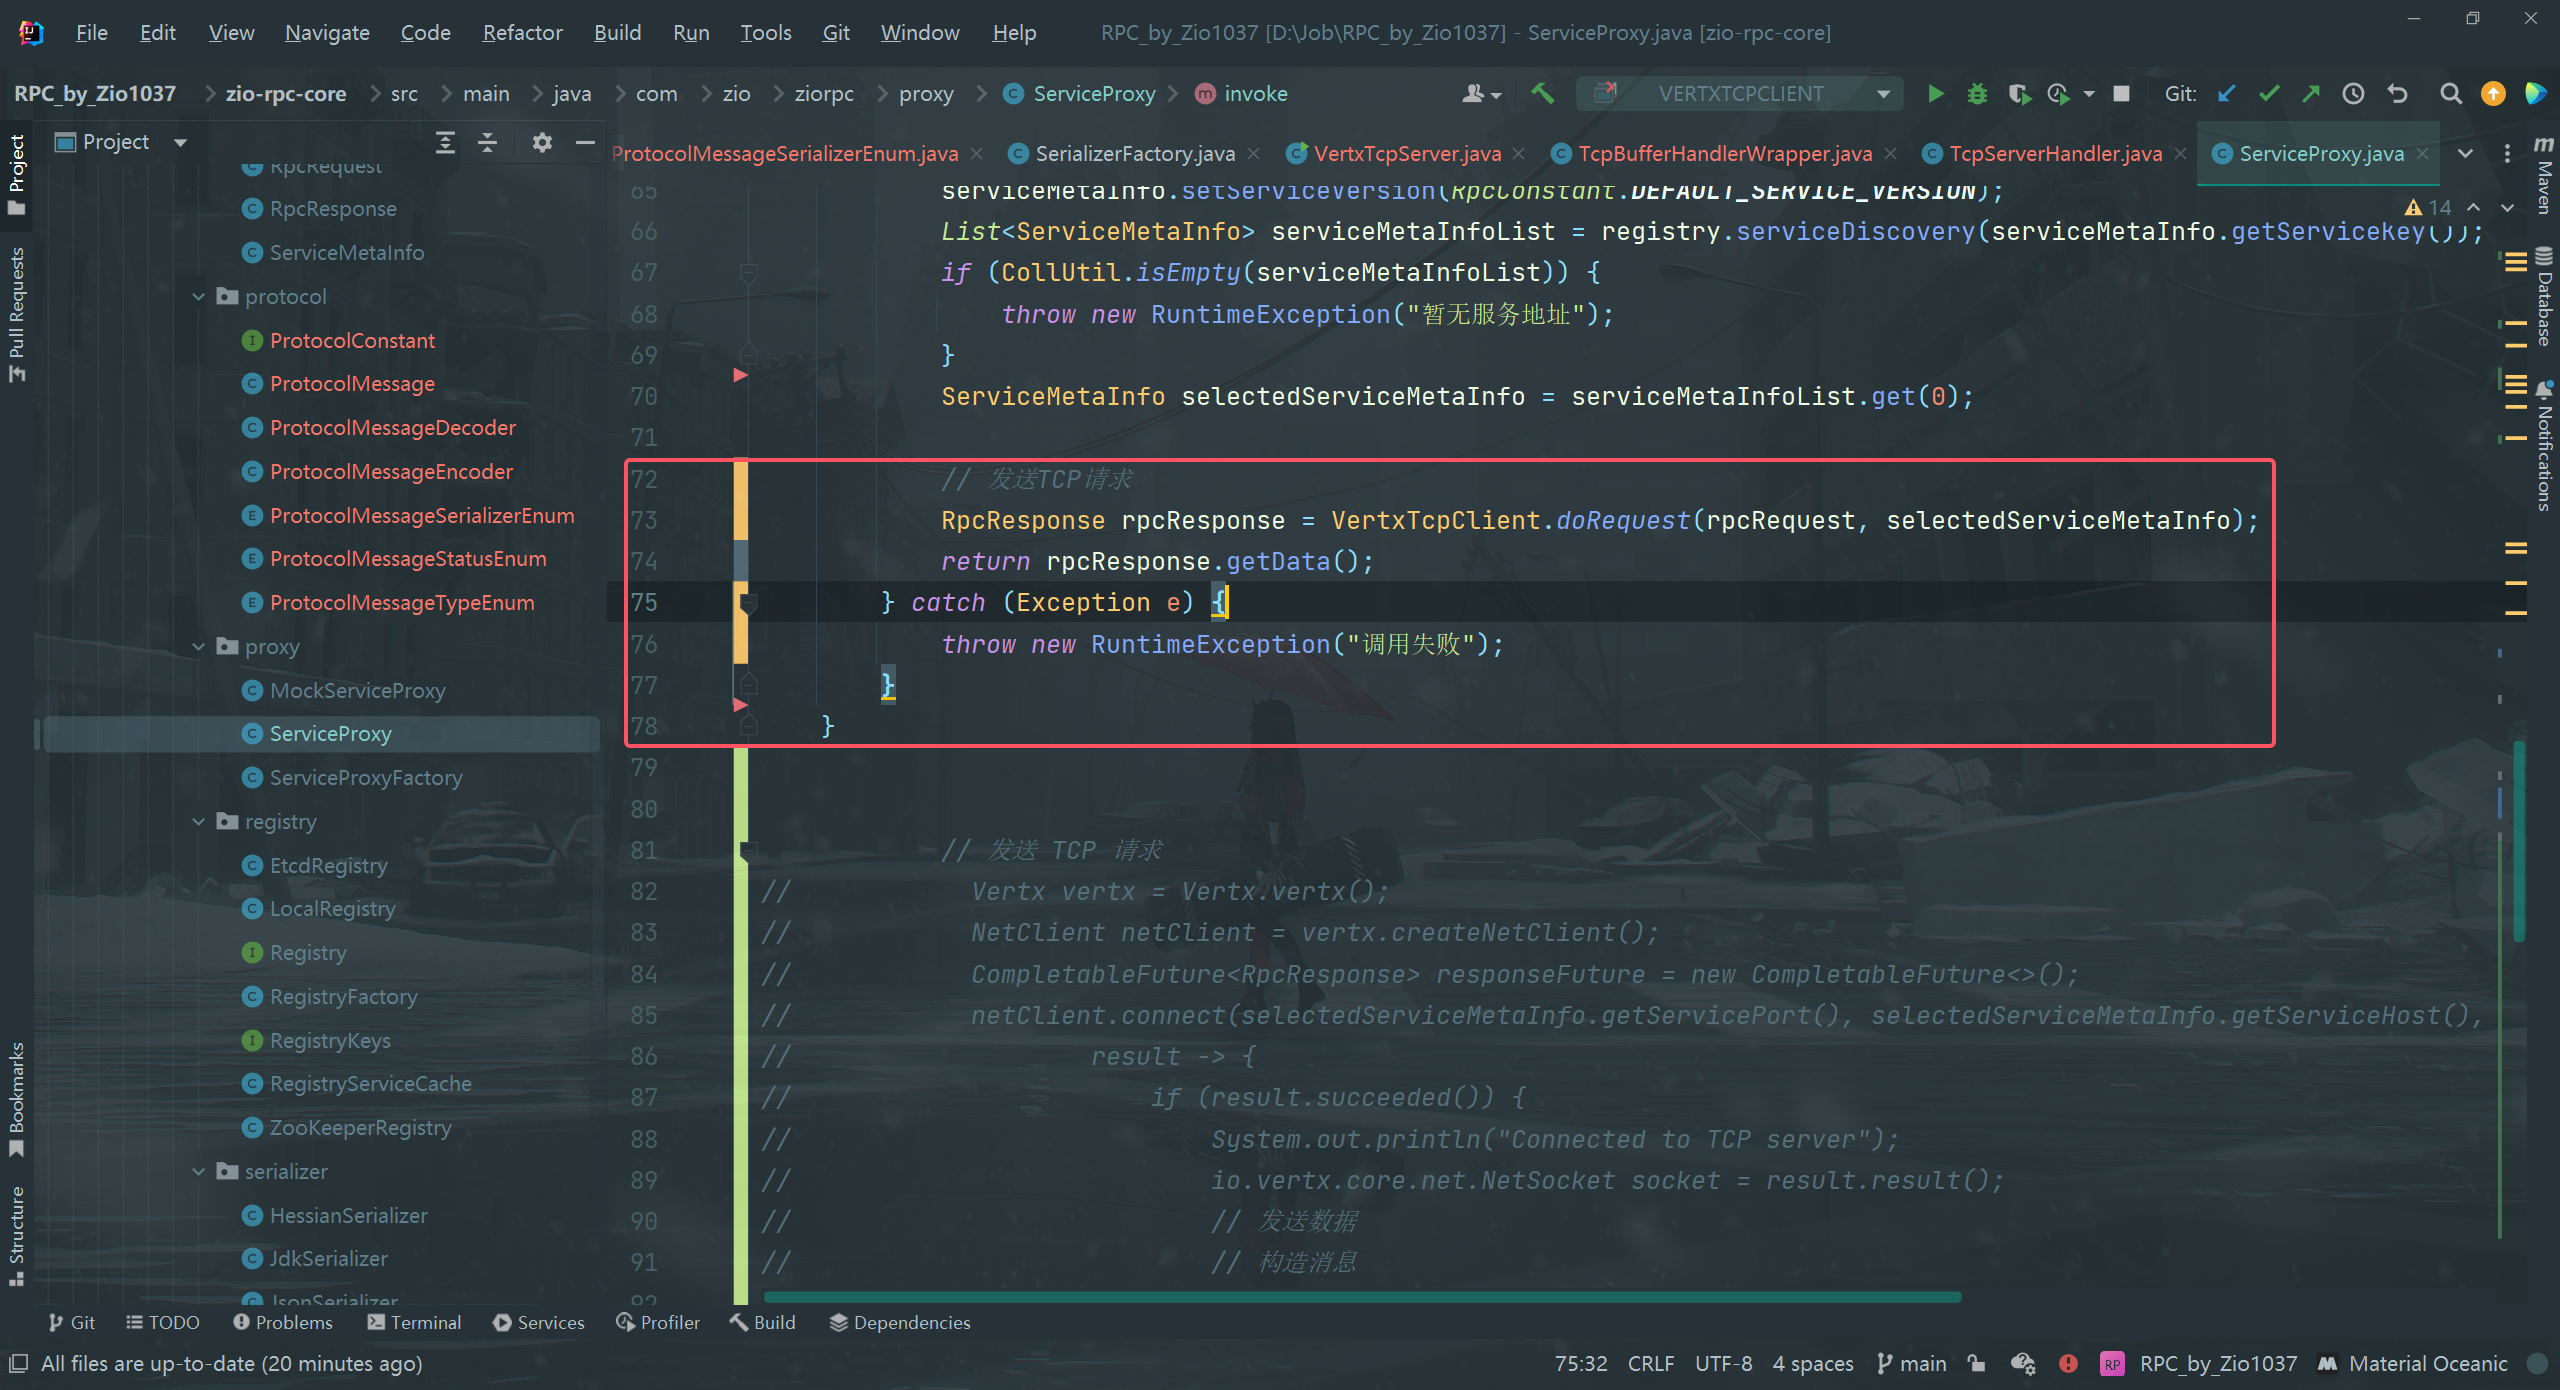 File Edit View Navigate Code Refactor Build Run Tools Git Window Help RPC_by_Zio1037 [D:\Job\RPC_by_Zio1037] - ServiceProxy.java [zio-rpc-core]
RPC_by_Zio1037 zio-rpc-core src main java com zio ziorpc proxy ServiceProxy invoke VERTXTCPCLIENT Git:
Project
ProtocolMessageSerializerEnum.java SerializerFactory.java VertxTcpServer.java TcpBufferHandlerWrapper.java TcpServerHandler.java ServiceProxy.java
Project
Pull Requests
Bookmarks
Structure
RpcRequest
RpcResponse
ServiceMetaInfo
protocol
ProtocolConstant
ProtocolMessage
ProtocolMessageDecoder
ProtocolMessageEncoder
ProtocolMessageSerializerEnum
ProtocolMessageStatusEnum
ProtocolMessageTypeEnum
proxy
MockServiceProxy
ServiceProxy
ServiceProxyFactory
registry
EtcdRegistry
LocalRegistry
Registry
RegistryFactory
RegistryKeys
RegistryServiceCache
ZooKeeperRegistry
serializer
HessianSerializer
JdkSerializer
JsonSerializer
14
65 serviceMetaInfo.setServiceVersion(RpcConstant.DEFAULT_SERVICE_VERSION);
66 List<ServiceMetaInfo> serviceMetaInfoList = registry.serviceDiscovery(serviceMetaInfo.getServiceKey());
67 if (CollUtil.isEmpty(serviceMetaInfoList)) {
68 throw new RuntimeException("暂无服务地址");
69 }
70 ServiceMetaInfo selectedServiceMetaInfo = serviceMetaInfoList.get(0);
71
72 // 发送TCP请求
73 RpcResponse rpcResponse = VertxTcpClient.doRequest(rpcRequest, selectedServiceMetaInfo);
74 return rpcResponse.getData();
75 } catch (Exception e) {
76 throw new RuntimeException("调用失败");
77 }
78 }
79
80
81 // 发送 TCP 请求
82 // Vertx vertx = Vertx.vertx();
83 // NetClient netClient = vertx.createNetClient();
84 // CompletableFuture<RpcResponse> responseFuture = new CompletableFuture<>();
85 // netClient.connect(selectedServiceMetaInfo.getServicePort(), selectedServiceMetaInfo.getServiceHost(),
86 // result -> {
87 // if (result.succeeded()) {
88 // System.out.println("Connected to TCP server");
89 // io.vertx.core.net.NetSocket socket = result.result();
90 // // 发送数据
91 // // 构造消息
92
m Maven
Database
Notifications
Git TODO Problems Terminal Services Profiler Build Dependencies
All files are up-to-date (20 minutes ago) 75:32 CRLF UTF-8 4 spaces main RP RPC_by_Zio1037 Material Oceanic